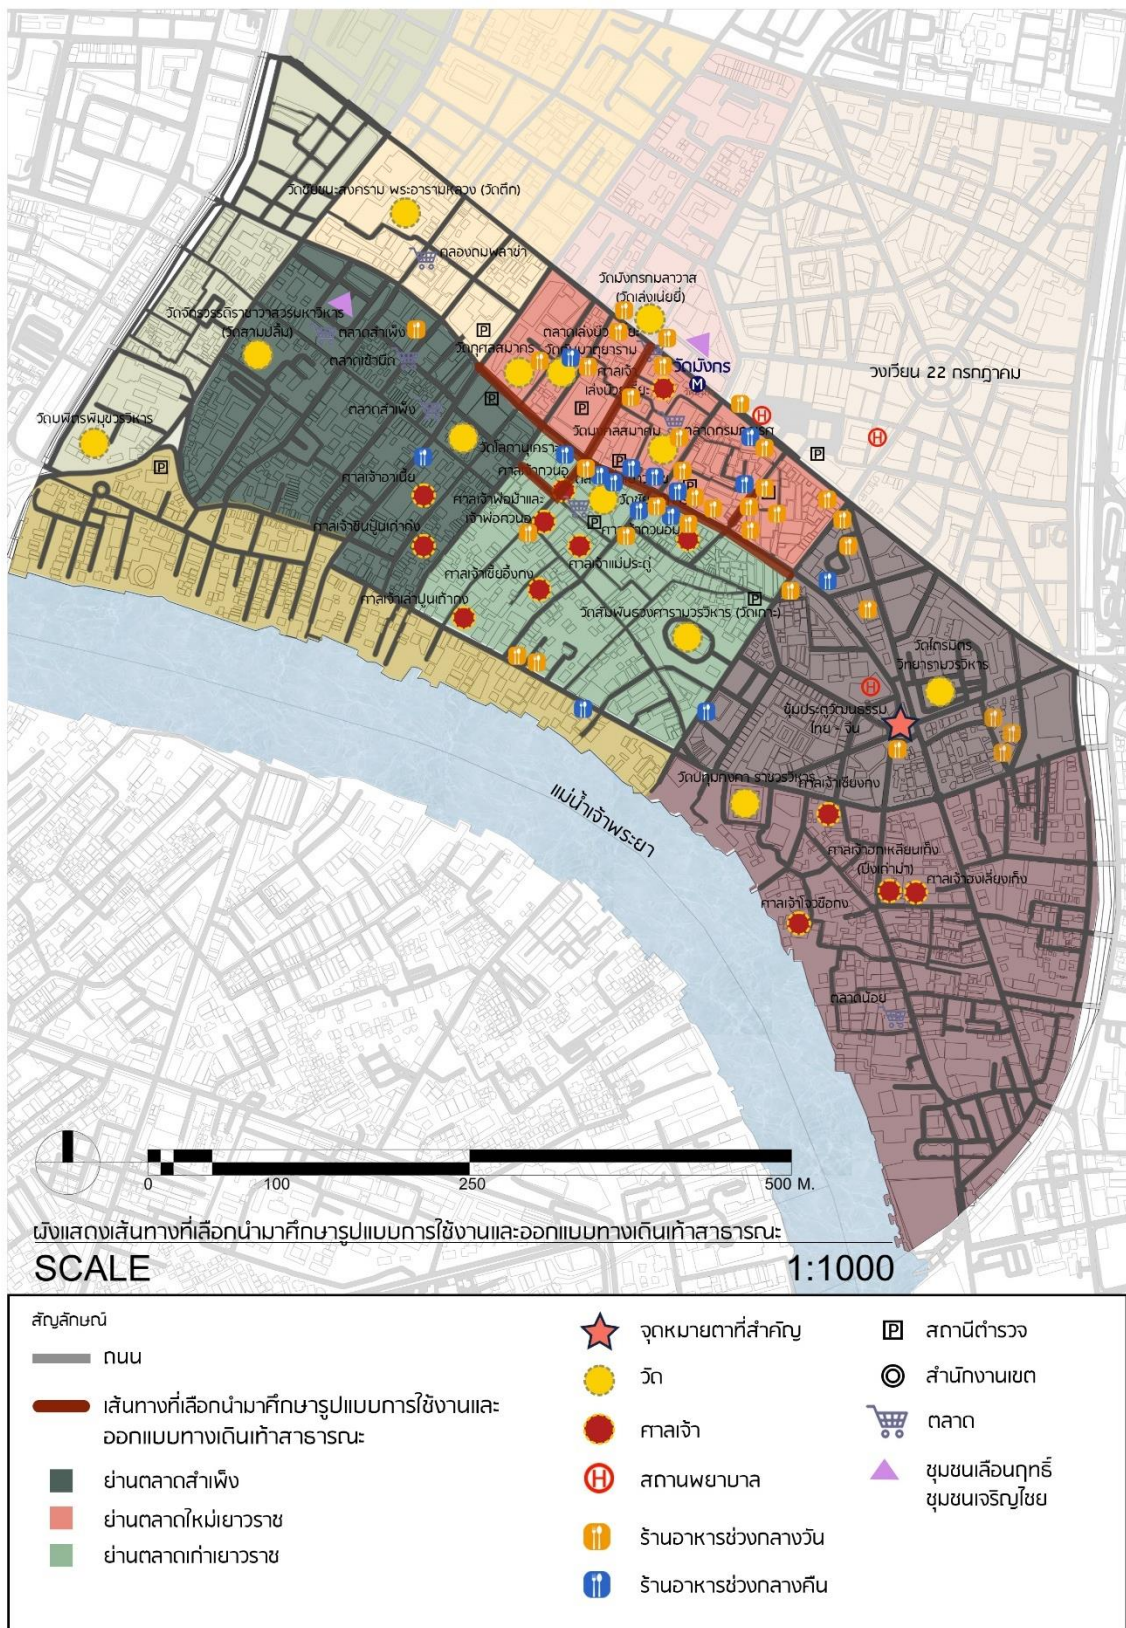 วัดชัยชนะสงคราม พระอารามหลวง (วัดตึก)
คลองถมพลาซ่า
วัดมังกรกมลาวาส
(วัดเล่งเน่ยยี่)
วัดจักรวรรดิราชาวาสวรมหาวิหาร
(วัดสามปลื้ม)
ตลาดสำเพ็ง
วัดกุศลสมาคร
ศาลเจ้า
วัดมังกร
M
วงเวียน 22 กรกฎาคม
ตลาดสำเพ็ง
วัดบพิตรพิมุขวรวิหาร
ศาลเจ้าอาเนี้ย
ศาลเจ้ากวนอู
ศาลเจ้าพ่อม้าและ
เจ้าพ่อกวนอู
ศาลเจ้าซินปูนเถ่ากง
ศาลเจ้าแม่ประดู่
ศาลเจ้าเซี้ยอึ้งกง
ศาลเจ้าเล่าปูนเถ้ากง
วัดสัมพันธวงศารามวรวิหาร (วัดเกาะ)
วัดไตรมิตร
วิทยารามวรวิหาร
ซุ้มประตูวัฒนธรรม
ไทย - จีน
วัดปทุมคงคา ราชวรวิหาร
ศาลเจ้าเซียงกง
แม่น้ำเจ้าพระยา
ศาลเจ้าฮกเหลียนเก็ง
(ปึงเถ่าม่า)
ศาลเจ้าฮงเลี่ยงเก็ง
ศาลเจ้าโจวซือกง
ตลาดน้อย
0 100 250 500 M.
ผังแสดงเส้นทางที่เลือกนำมาศึกษารูปแบบการใช้งานและออกแบบทางเดินเท้าสาธารณะ
SCALE 1:1000
สัญลักษณ์
ถนน
เส้นทางที่เลือกนำมาศึกษารูปแบบการใช้งานและ
ออกแบบทางเดินเท้าสาธารณะ
ย่านตลาดสำเพ็ง
ย่านตลาดใหม่เยาวราช
ย่านตลาดเก่าเยาวราช
จุดหมายตาที่สำคัญ
วัด
ศาลเจ้า
H สถานพยาบาล
ร้านอาหารช่วงกลางวัน
ร้านอาหารช่วงกลางคืน
P สถานีตำรวจ
สำนักงานเขต
ตลาด
ชุมชนเลือนฤทธิ์
ชุมชนเจริญไชย